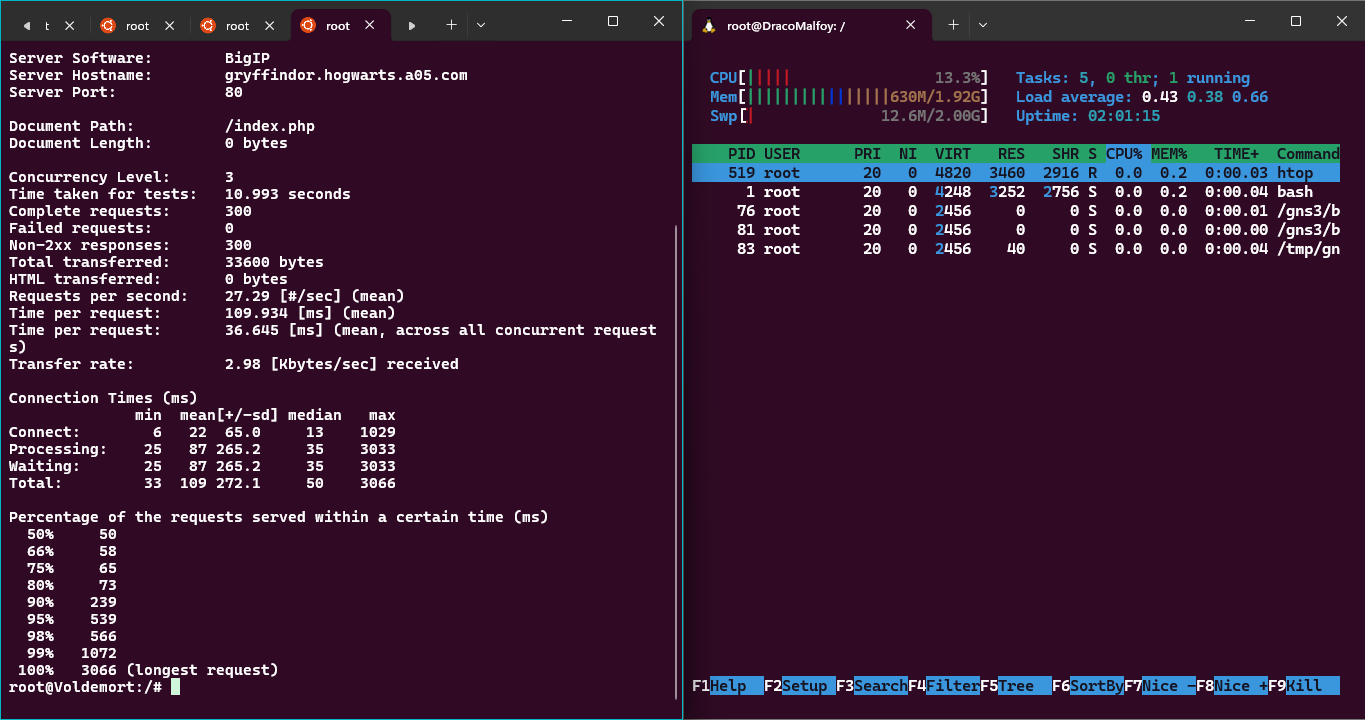 t root root root
Server Software: BigIP
Server Hostname: gryffindor.hogwarts.a05.com
Server Port: 80
Document Path: /index.php
Document Length: 0 bytes
Concurrency Level: 3
Time taken for tests: 10.993 seconds
Complete requests: 300
Failed requests: 0
Non-2xx responses: 300
Total transferred: 33600 bytes
HTML transferred: 0 bytes
Requests per second: 27.29 [#/sec] (mean)
Time per request: 109.934 [ms] (mean)
Time per request: 36.645 [ms] (mean, across all concurrent request
s)
Transfer rate: 2.98 [Kbytes/sec] received
Connection Times (ms)
min mean[+/-sd] median max
Connect: 6 22 65.0 13 1029
Processing: 25 87 265.2 35 3033
Waiting: 25 87 265.2 35 3033
Total: 33 109 272.1 50 3066
Percentage of the requests served within a certain time (ms)
50% 50
66% 58
75% 65
80% 73
90% 239
95% 539
98% 566
99% 1072
100% 3066 (longest request)
root@Voldemort:/#
root@DracoMalfoy: /
CPU[||||| 13.3%] Tasks: 5, 0 thr; 1 running
Mem[||||||||||||||||630M/1.92G] Load average: 0.43 0.38 0.66
Swp[| 12.6M/2.00G] Uptime: 02:01:15
PID USER PRI NI VIRT RES SHR S CPU% MEM% TIME+ Command
519 root 20 0 4820 3460 2916 R 0.0 0.2 0:00.03 htop
1 root 20 0 4248 3252 2756 S 0.0 0.2 0:00.04 bash
76 root 20 0 2456 0 0 S 0.0 0.0 0:00.01 /gns3/b
81 root 20 0 2456 0 0 S 0.0 0.0 0:00.00 /gns3/b
83 root 20 0 2456 40 0 S 0.0 0.0 0:00.04 /tmp/gn
F1Help F2Setup F3SearchF4FilterF5Tree F6SortByF7Nice -F8Nice +F9Kill